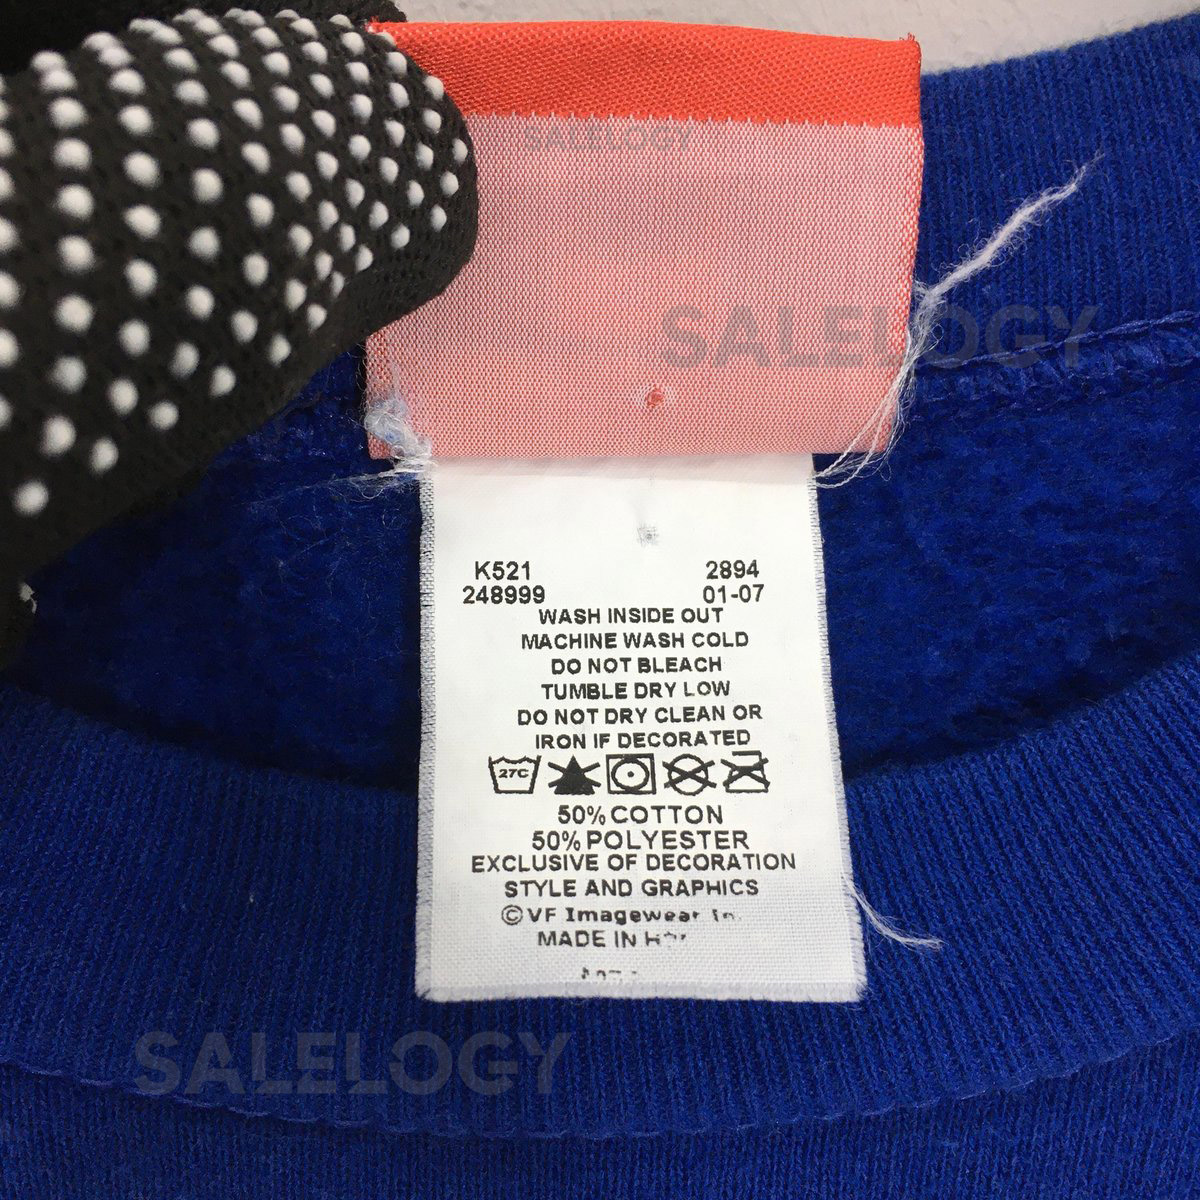 SALELOGY
SALELOGY
K521 2894
248999 01-07
WASH INSIDE OUT
MACHINE WASH COLD
DO NOT BLEACH
TUMBLE DRY LOW
DO NOT DRY CLEAN OR
IRON IF DECORATED
27C
50% COTTON
50% POLYESTER
EXCLUSIVE OF DECORATION
STYLE AND GRAPHICS
©VF Imagewear
MADE IN
SALELOGY